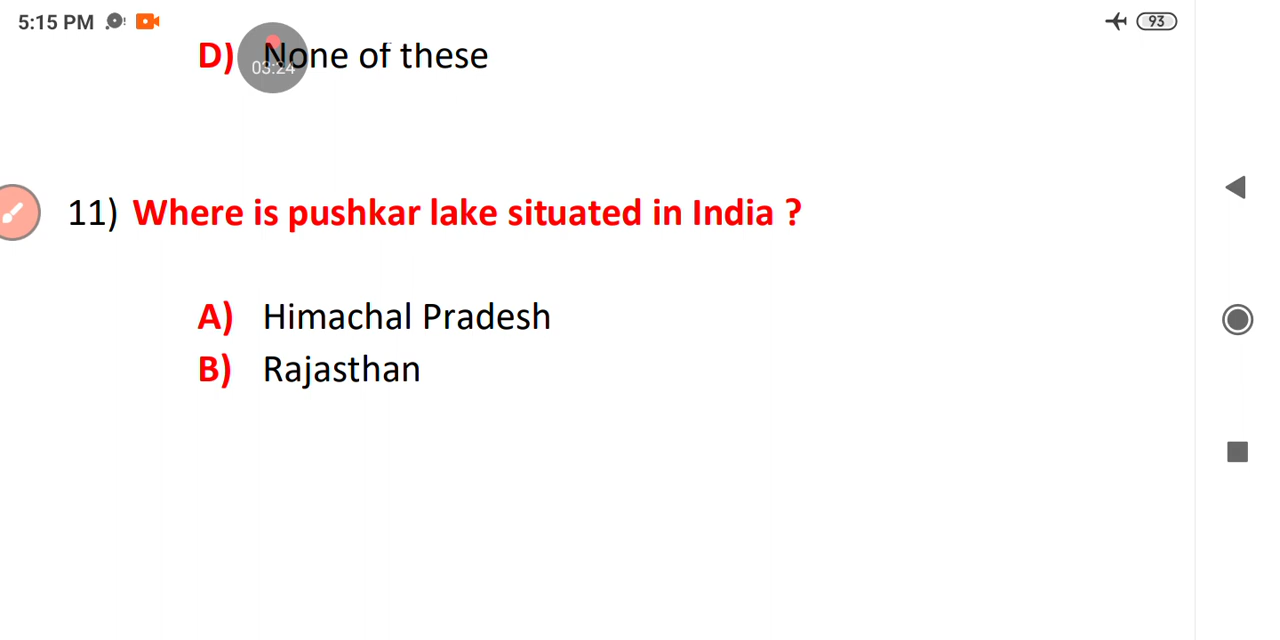 5:15 PM
93
D) None of these
03:24
11) Where is pushkar lake situated in India ?
A) Himachal Pradesh
B) Rajasthan